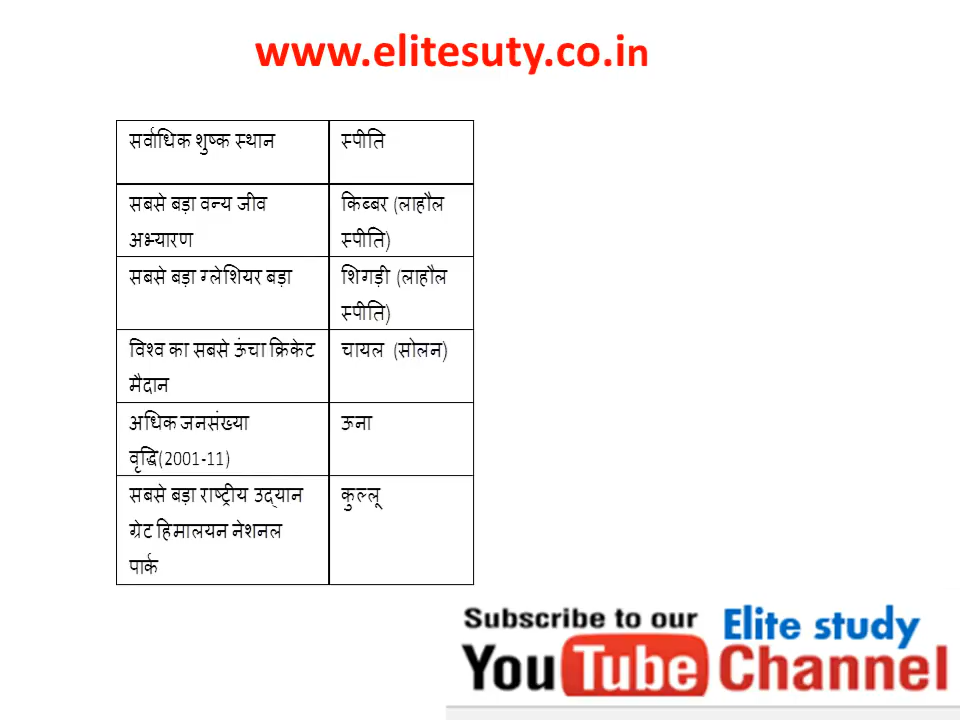 www.elitesuty.co.in
सर्वाधिक शुष्क स्थान
स्पीति
सबसे बड़ा वन्य जीव
अभ्यारण
किब्बर (लाहौल
स्पीति)
सबसे बड़ा ग्लेशियर बड़ा
शिगड़ी (लाहौल
स्पीति)
विश्व का सबसे ऊंचा क्रिकेट
मैदान
चायल (सोलन)
अधिक जनसंख्या
वृद्धि(2001-11)
ऊना
सबसे बड़ा राष्ट्रीय उद्यान
ग्रेट हिमालयन नेशनल
पार्क
कुल्लू
Subscribe to our
Elite study
YouTube Channel